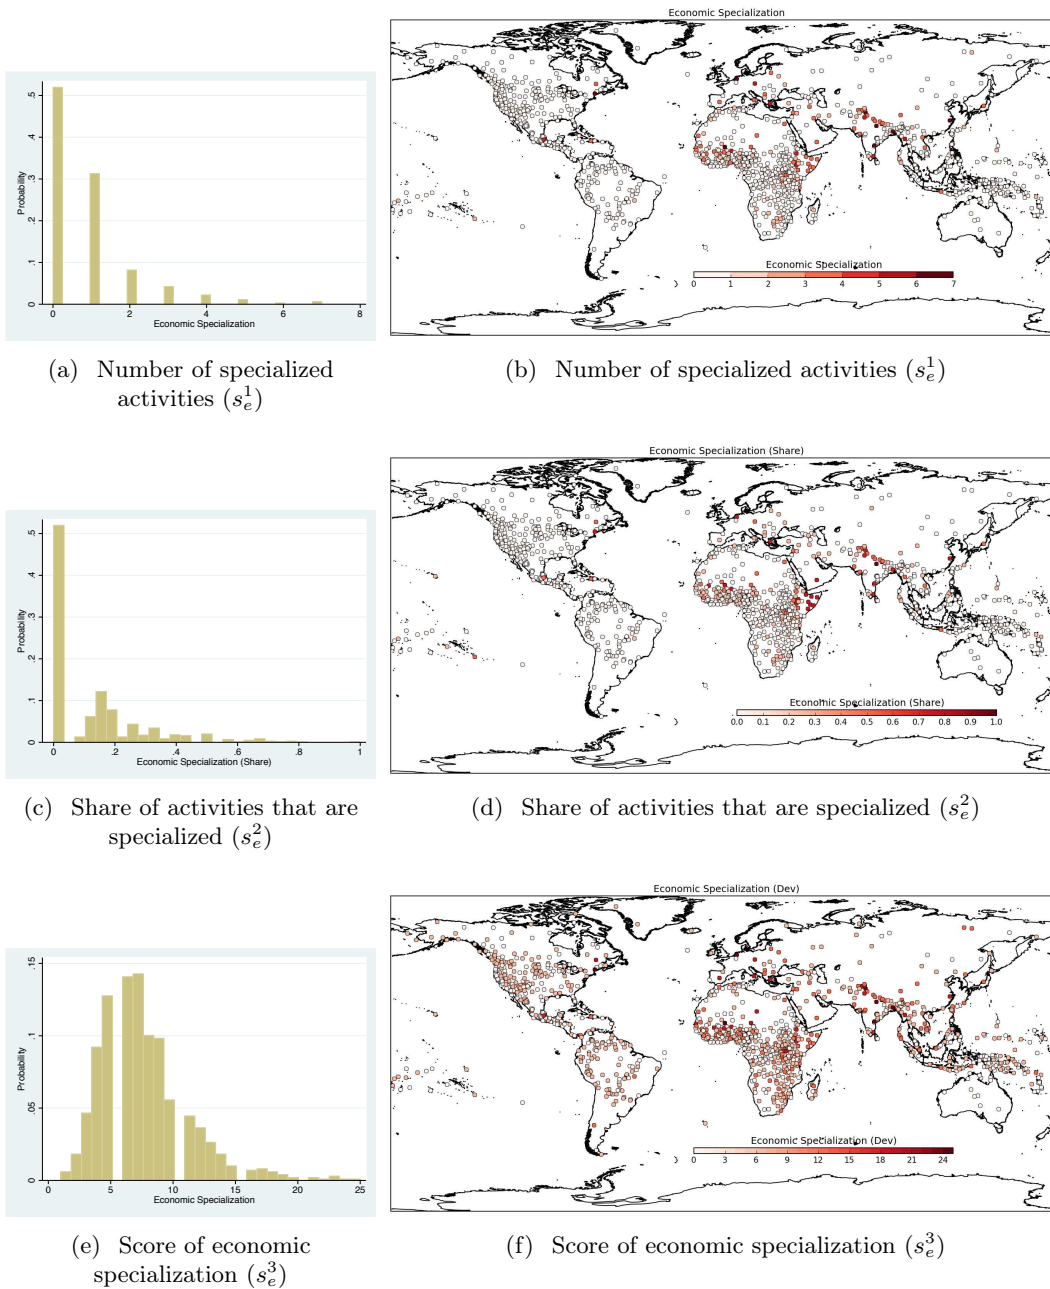 Economic Specialization
.5
.4
.3
.2
.1
0
Probability
0 2 4 6 8
Economic Specialization
Economic Specialization
0 1 2 3 4 5 6 7
(a) Number of specialized
activities (s_e^1)
(b) Number of specialized activities (s_e^1)
Economic Specialization (Share)
.5
.4
.3
.2
.1
0
Probability
0 .2 .4 .6 .8 1
Economic Specialization (Share)
Economic Specialization (Share)
0.0 0.1 0.2 0.3 0.4 0.5 0.6 0.7 0.8 0.9 1.0
(c) Share of activities that are
specialized (s_e^2)
(d) Share of activities that are specialized (s_e^2)
Economic Specialization (Dev)
.15
.1
.05
0
Probability
0 5 10 15 20 25
Economic Specialization
Economic Specialization (Dev)
0 3 6 9 12 15 18 21 24
(e) Score of economic
specialization (s_e^3)
(f) Score of economic specialization (s_e^3)